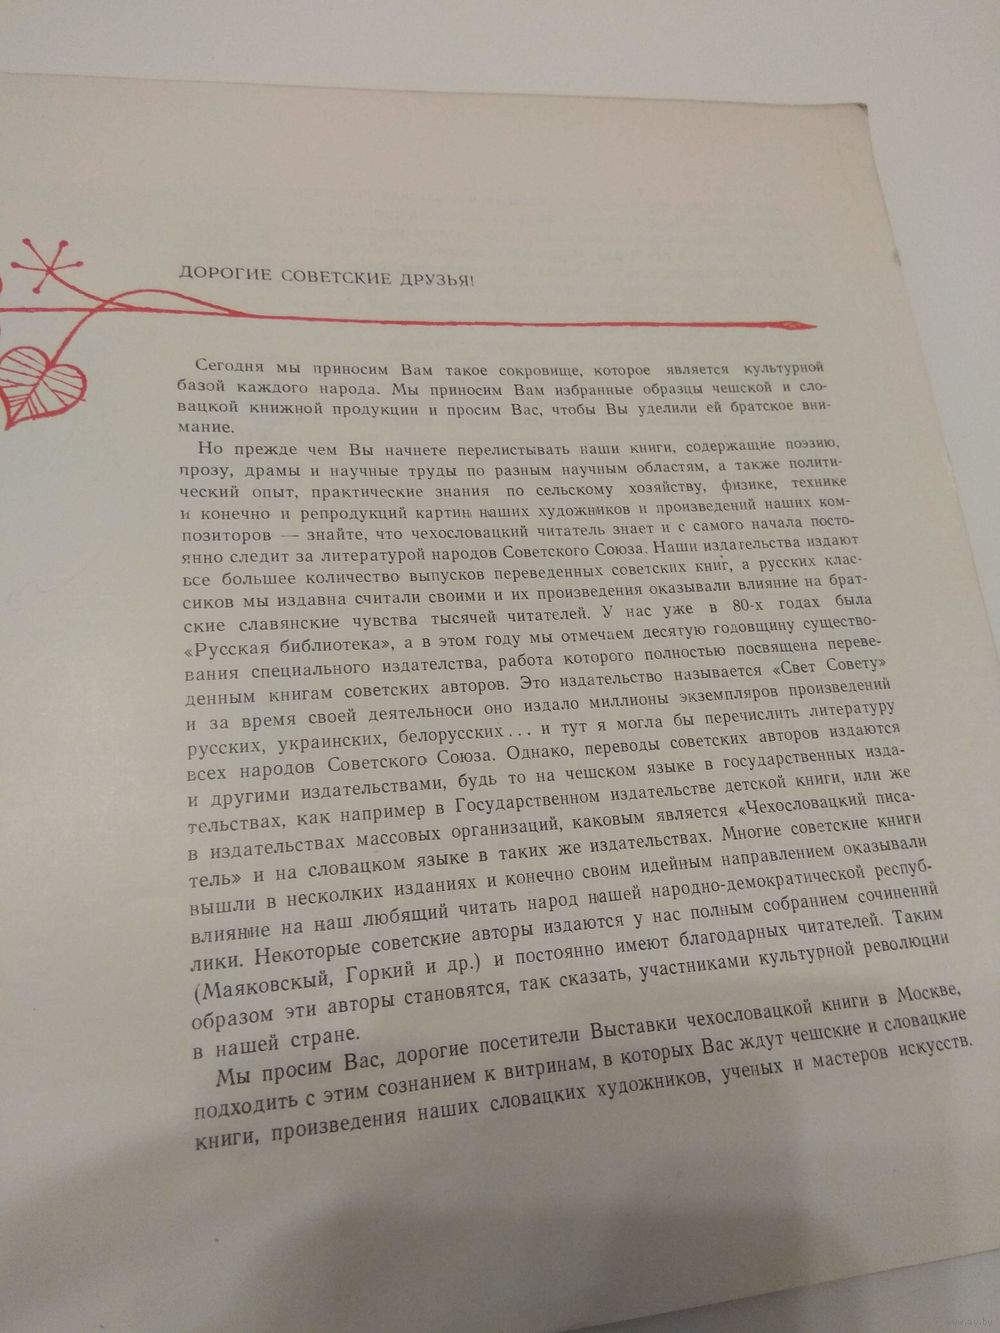 ДОРОГИЕ СОВЕТСКИЕ ДРУЗЬЯ!
Сегодня мы приносим Вам такое сокровище, которое является культурной
базой каждого народа. Мы приносим Вам избранные образцы чешской и сло-
вацкой книжной продукции и просим Вас, чтобы Вы уделили ей братское вни-
мание.
Но прежде чем Вы начнете перелистывать наши книги, содержащие поэзию,
прозу, драмы и научные труды по разным научным областям, а также полити-
ческий опыт, практические знания по сельскому хозяйству, физике, технике
и конечно и репродукций картин наших художников и произведений наших ком-
позиторов — знайте, что чехословацкий читатель знает и с самого начала посто-
янно следит за литературой народов Советского Союза. Наши издательства издают
все большее количество выпусков переведенных советских книг, а русских клас-
сиков мы издавна считали своими и их произведения оказывали влияние на брат-
ские славянские чувства тысячей читателей. У нас уже в 80-х годах была
«Русская библиотека», а в этом году мы отмечаем десятую годовщину существо-
вания специального издателства, работа которого полностью посвящена переве-
денным книгам советских авторов. Это издательство называется «Свет Совету»
и за время своей деятельноси оно издало миллионы экземпляров произведений
русских, украинских, белорусских... и тут я могла бы перечислить литературу
всех народов Советского Союза. Однако, переводы советских авторов издаются
и другими издательствами, будь то на чешском языке в государственных изда-
тельствах, как например в Государственном издательстве детской книги, или же
в издательствах массовых организаций, каковым является «Чехословацкий писа-
тель» и на словацком языке в таких же издательствах. Многие советские книги
вышли в несколких изданиях и конечно своим идейным направлением оказывали
влияние на наш любящий читать народ нашей народно-демократической респуб-
лики. Некоторые советские авторы издаются у нас полным собранием сочинений
(Маяковскый, Горкий и др.) и постоянно имеют благодарных читателей. Таким
образом эти авторы становятся, так сказать, участниками культурной революции
в нашей стране.
Мы просим Вас, дорогие посетители Выставки чехословацкой книги в Москве,
подходить с этим сознанием к витринам, в которых Вас ждут чешские и словацкие
книги, произведения наших словацких художников, ученых и мастеров искусств.
www.ay.by